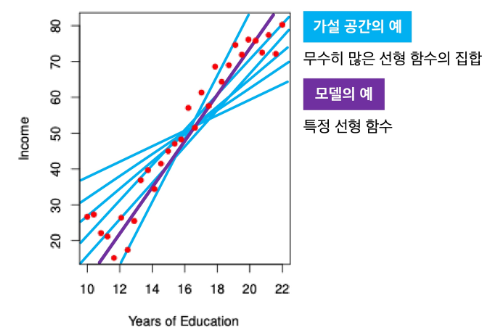 가설 공간의 예
무수히 많은 선형 함수의 집합
모델의 예
특정 선형 함수
Income
80
70
60
50
40
30
20
10 12 14 16 18 20 22
Years of Education